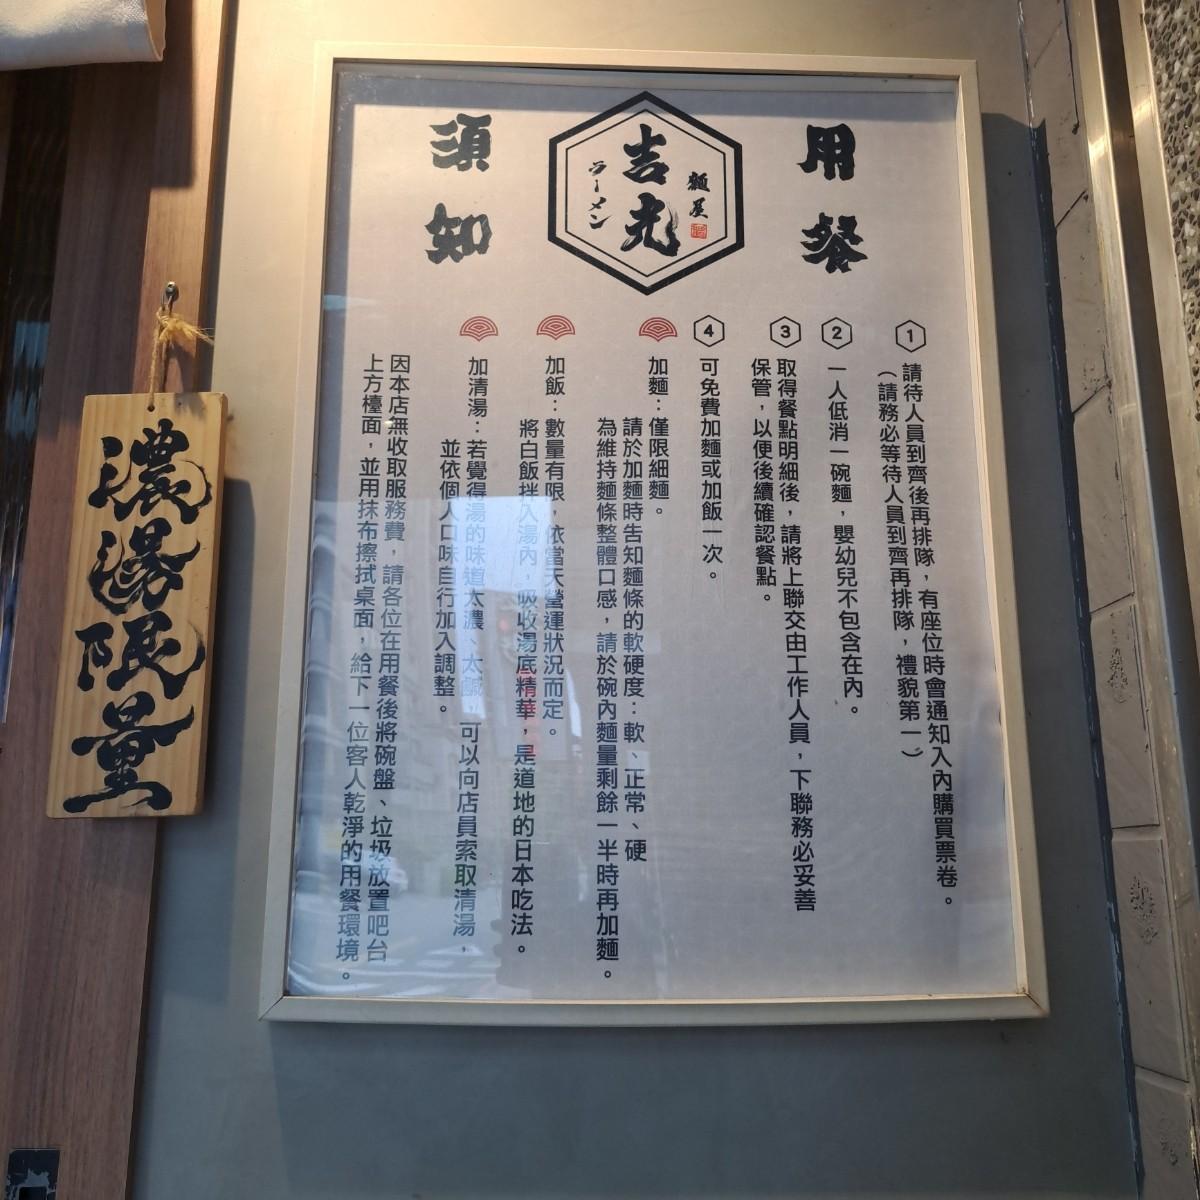 用餐
須知
麵屋
吉光
ラーメン
1
請待人員到齊後再排隊，有座位時會通知入內購買票卷。
（請務必等待人員到齊再排隊，禮貌第一）
2
一人低消一碗麵，嬰幼兒不包含在內。
3
取得餐點明細後，請將上聯交由工作人員，下聯務必妥善
保管，以便後續確認餐點。
4
可免費加麵或加飯一次。
加麵：僅限細麵。
請於加麵時告知麵條的軟硬度：軟、正常、硬
為維持麵條整體口感，請於碗內麵量剩餘一半時再加麵。
加飯：數量有限，依當天營運狀況而定。
將白飯拌入湯內，吸收湯底精華，是道地的日本吃法。
加清湯：若覺得湯的味道太濃、太鹹，可以向店員索取清湯，
並依個人口味自行加入調整。
因本店無收取服務費，請各位在用餐後將碗盤、垃圾放置吧台
上方檯面，並用抹布擦拭桌面，給下一位客人乾淨的用餐環境。
濃湯限量